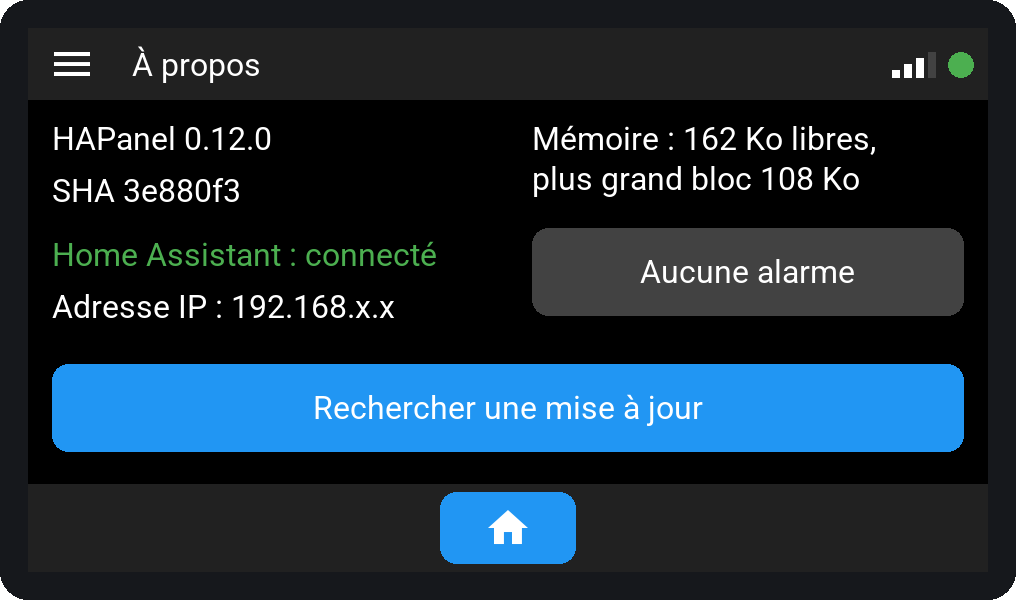 À propos
HAPanel 0.12.0
SHA 3e880f3
Home Assistant : connecté
Adresse IP : 192.168.x.x
Mémoire : 162 Ko libres,
plus grand bloc 108 Ko
Aucune alarme
Rechercher une mise à jour